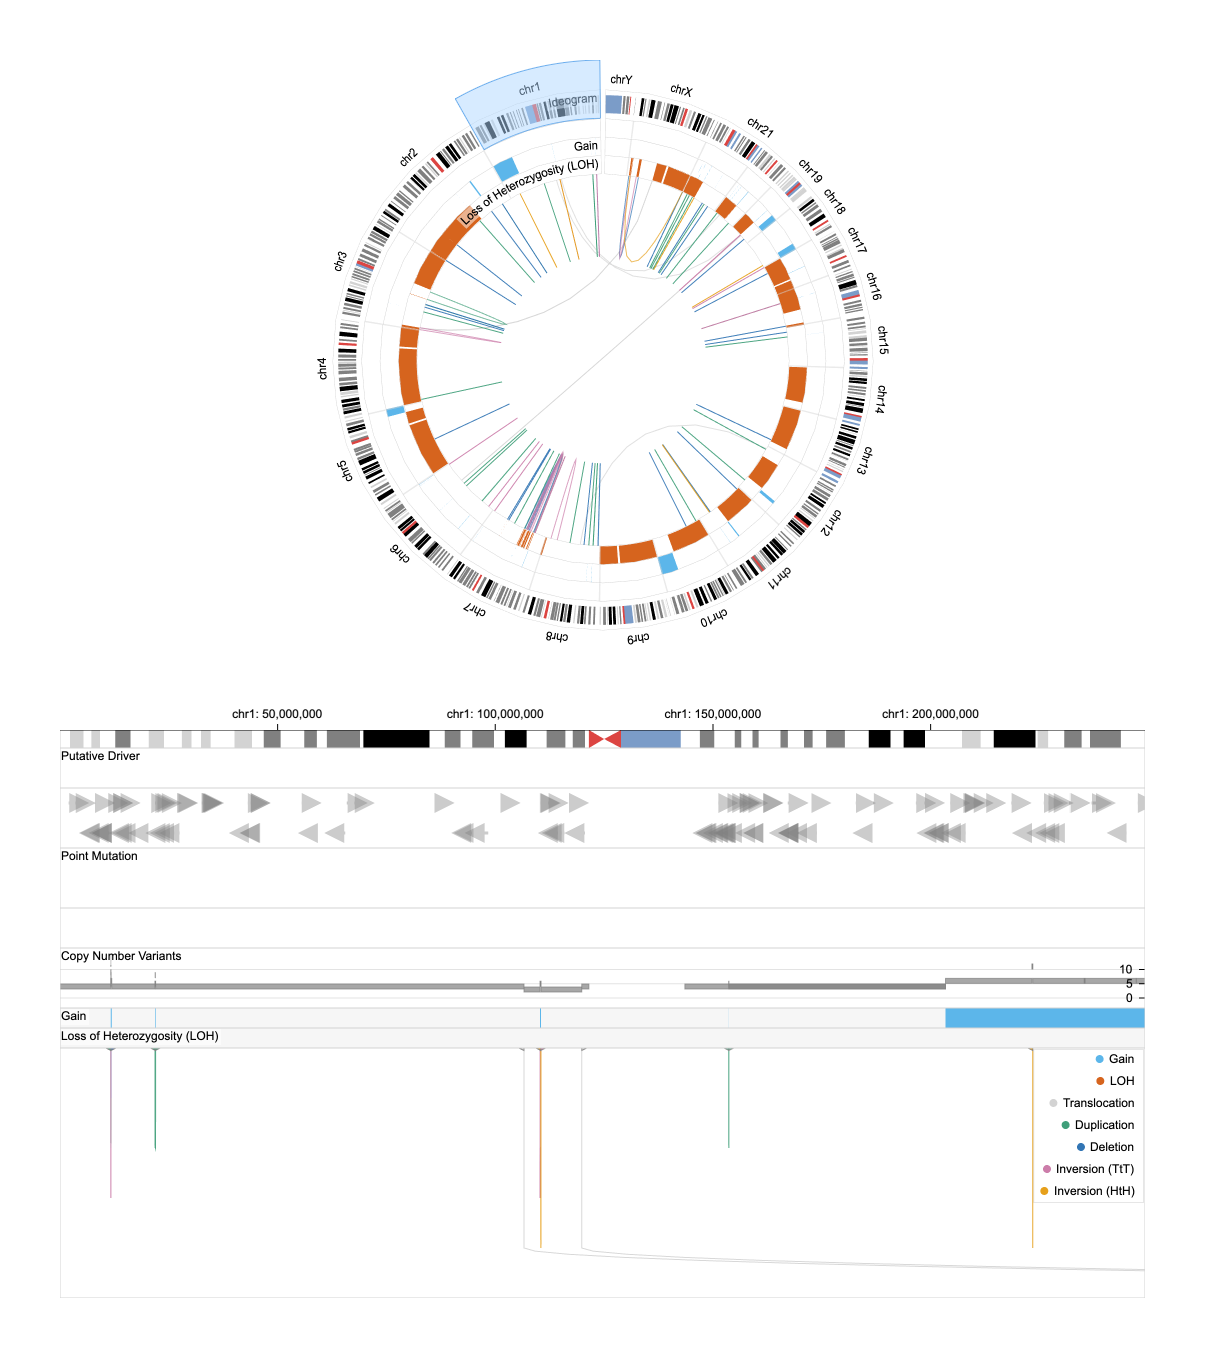 chrY
chrX
chr21
chr19
chr18
chr17
chr16
chr15
chr14
chr13
chr12
chr11
chr10
chr9
chr8
chr7
chr6
chr5
chr4
chr3
chr2
chr1
Ideogram
Gain
Loss of Heterozygosity (LOH)
chr1: 50,000,000 chr1: 100,000,000 chr1: 150,000,000 chr1: 200,000,000
Putative Driver
Point Mutation
Copy Number Variants
10
5
0
Gain
Loss of Heterozygosity (LOH)
Gain
LOH
Translocation
Duplication
Deletion
Inversion (TtT)
Inversion (HtH)